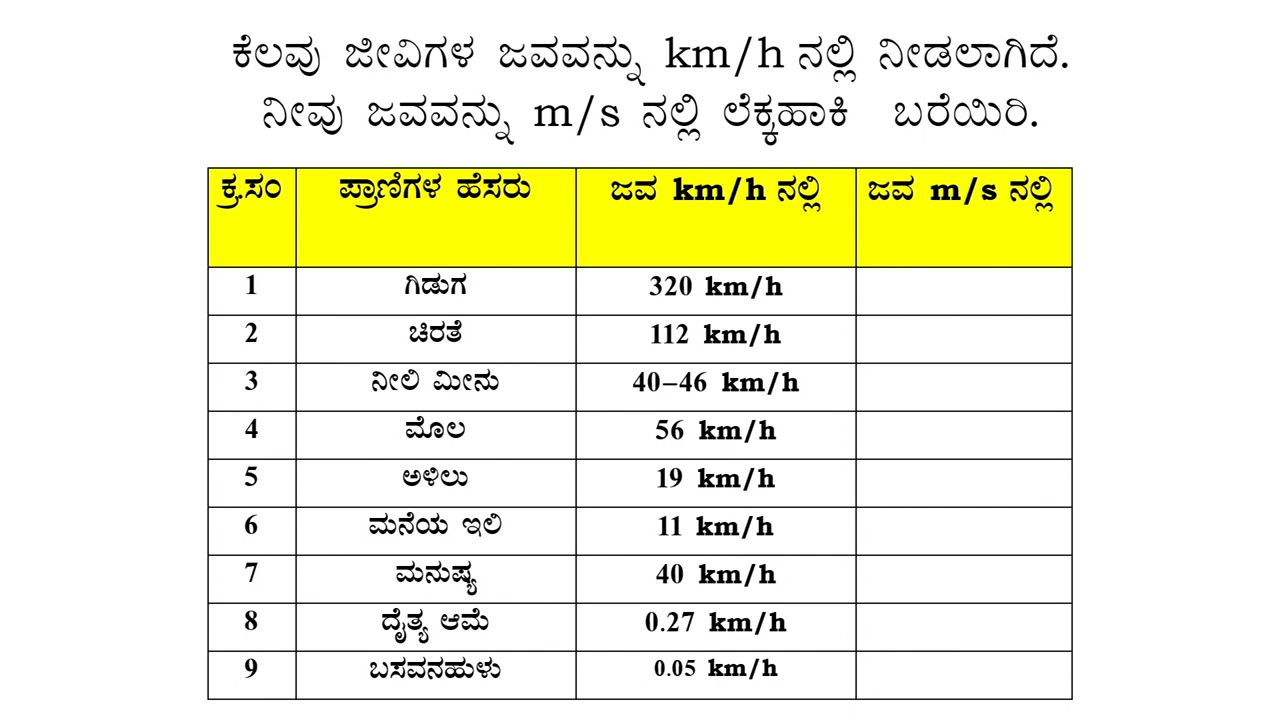 ಕೆಲವು ಜೀವಿಗಳ ಜವವನ್ನು km/h ನಲ್ಲಿ ನೀಡಲಾಗಿದೆ.
ನೀವು ಜವವನ್ನು m/s ನಲ್ಲಿ ಲೆಕ್ಕಹಾಕಿ ಬರೆಯಿರಿ.
ಕ್ರ.ಸಂ ಪ್ರಾಣಿಗಳ ಹೆಸರು ಜವ km/h ನಲ್ಲಿ ಜವ m/s ನಲ್ಲಿ
1 ಗಿಡುಗ 320 km/h
2 ಚಿರತೆ 112 km/h
3 ನೀಲಿ ಮೀನು 40–46 km/h
4 ಮೊಲ 56 km/h
5 ಅಳಿಲು 19 km/h
6 ಮನೆಯ ಇಲಿ 11 km/h
7 ಮನುಷ್ಯ 40 km/h
8 ದೈತ್ಯ ಆಮೆ 0.27 km/h
9 ಬಸವನಹುಳು 0.05 km/h